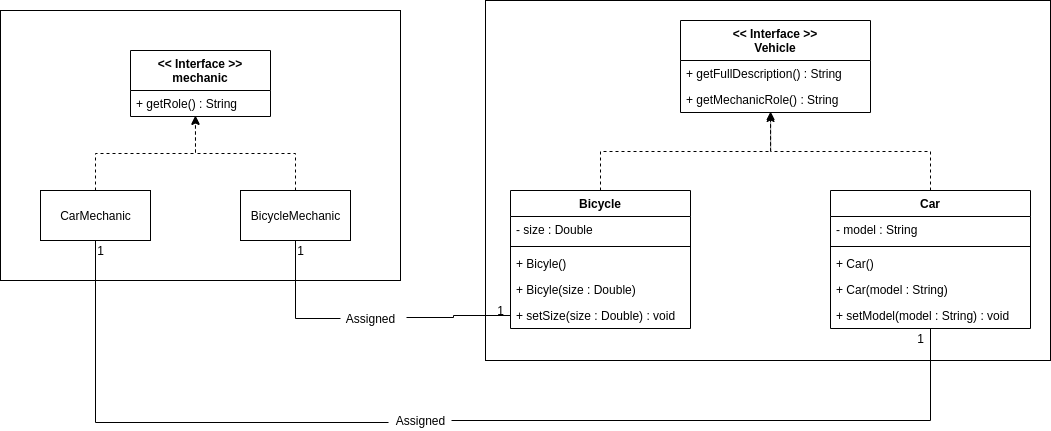 << Interface >>
mechanic
+ getRole() : String
CarMechanic
BicycleMechanic
1
1
<< Interface >>
Vehicle
+ getFullDescription() : String
+ getMechanicRole() : String
Bicycle
- size : Double
+ Bicyle()
+ Bicyle(size : Double)
+ setSize(size : Double) : void
Car
- model : String
+ Car()
+ Car(model : String)
+ setModel(model : String) : void
Assigned
1
1
Assigned